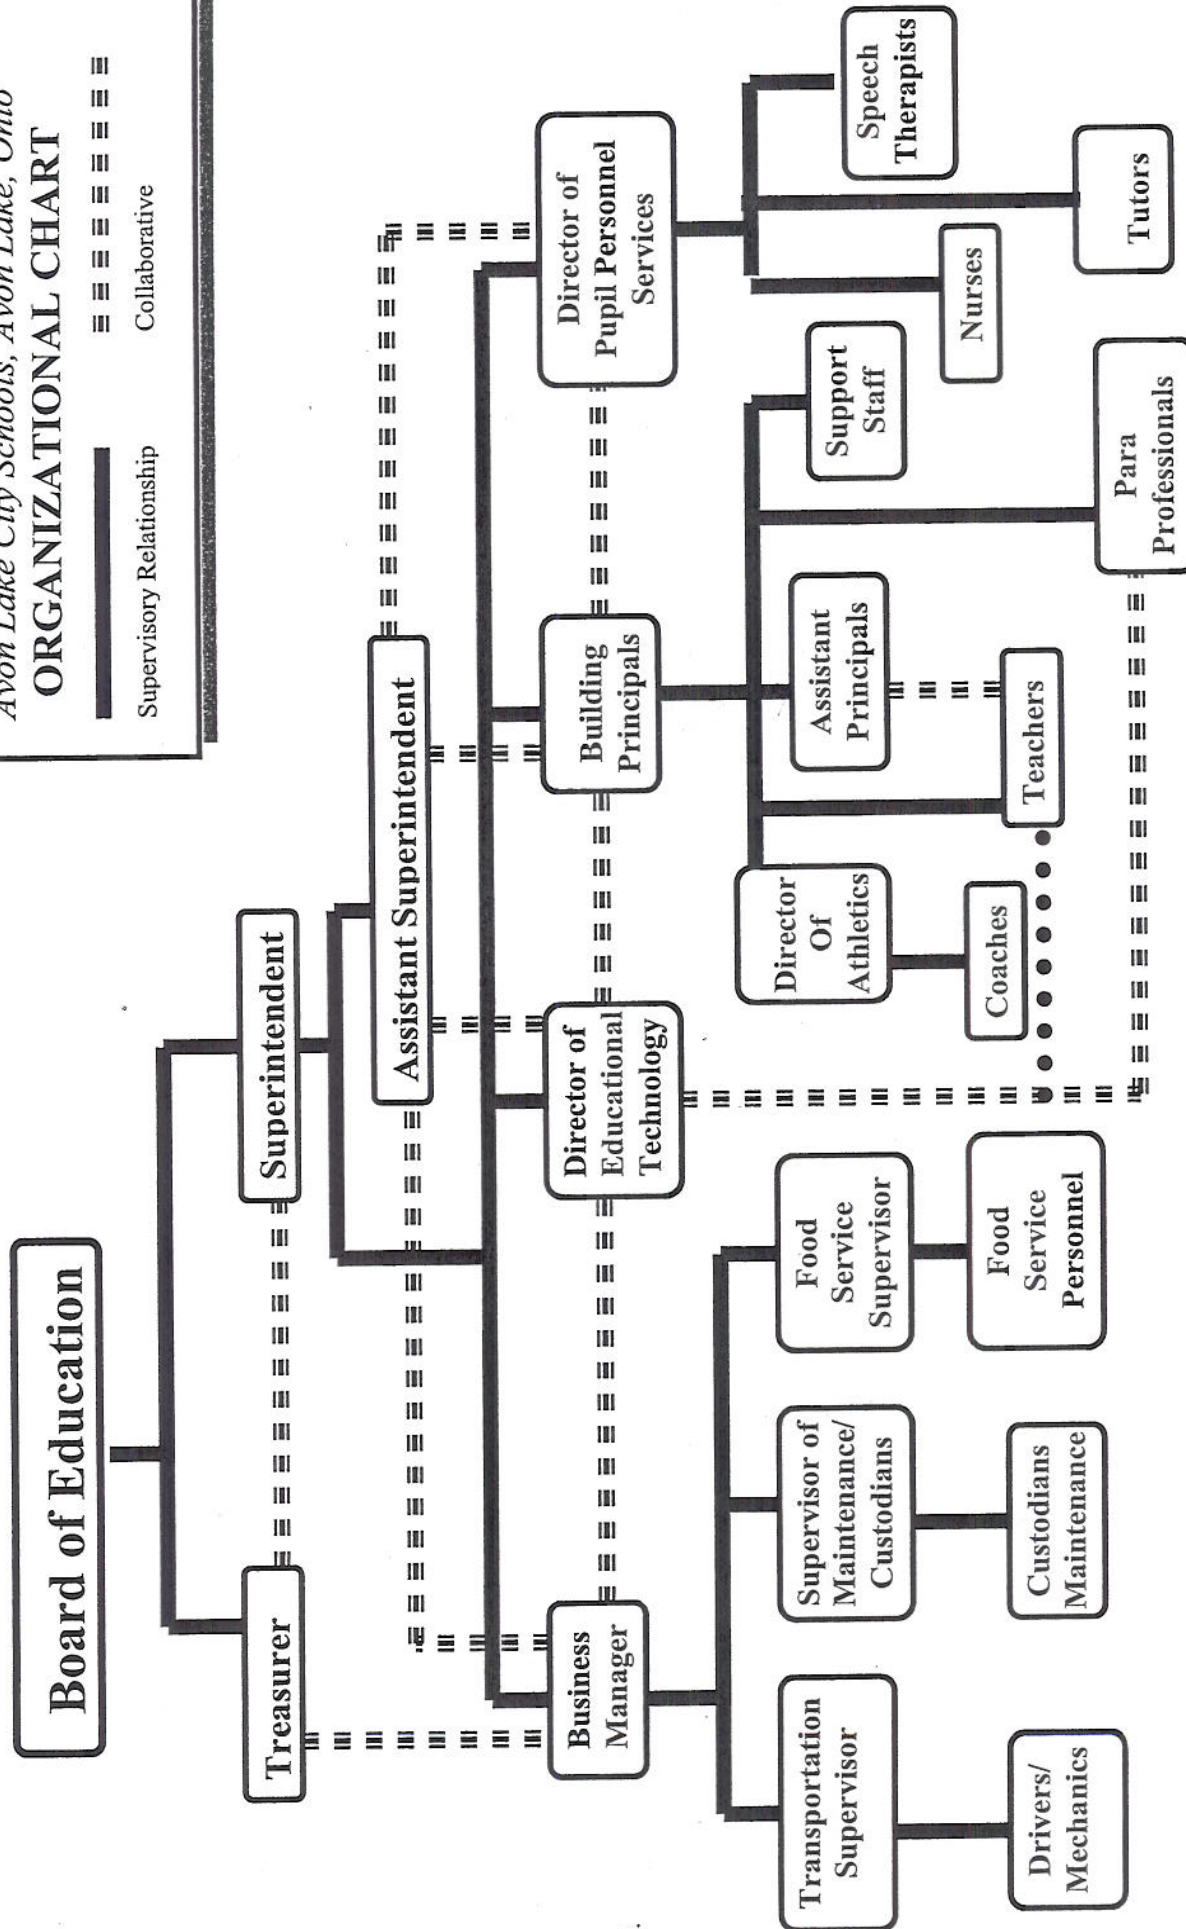 Avon Lake City Schools, Avon Lake, Ohio
ORGANIZATIONAL CHART
Supervisory Relationship
Collaborative
Board of Education
Treasurer
Superintendent
Assistant Superintendent
Business
Manager
Director of
Educational
Technology
Building
Principals
Director of
Pupil Personnel
Services
Transportation
Supervisor
Supervisor of
Maintenance/
Custodians
Food
Service
Supervisor
Director
Of
Athletics
Assistant
Principals
Support
Staff
Speech
Therapists
Drivers/
Mechanics
Custodians
Maintenance
Food
Service
Personnel
Coaches
Teachers
Nurses
Para
Professionals
Tutors